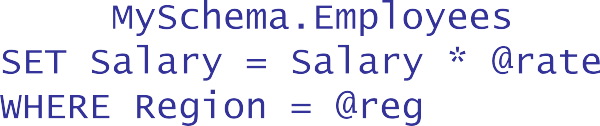 MySchema.Employees
SET Salary = Salary * @rate
WHERE Region = @reg